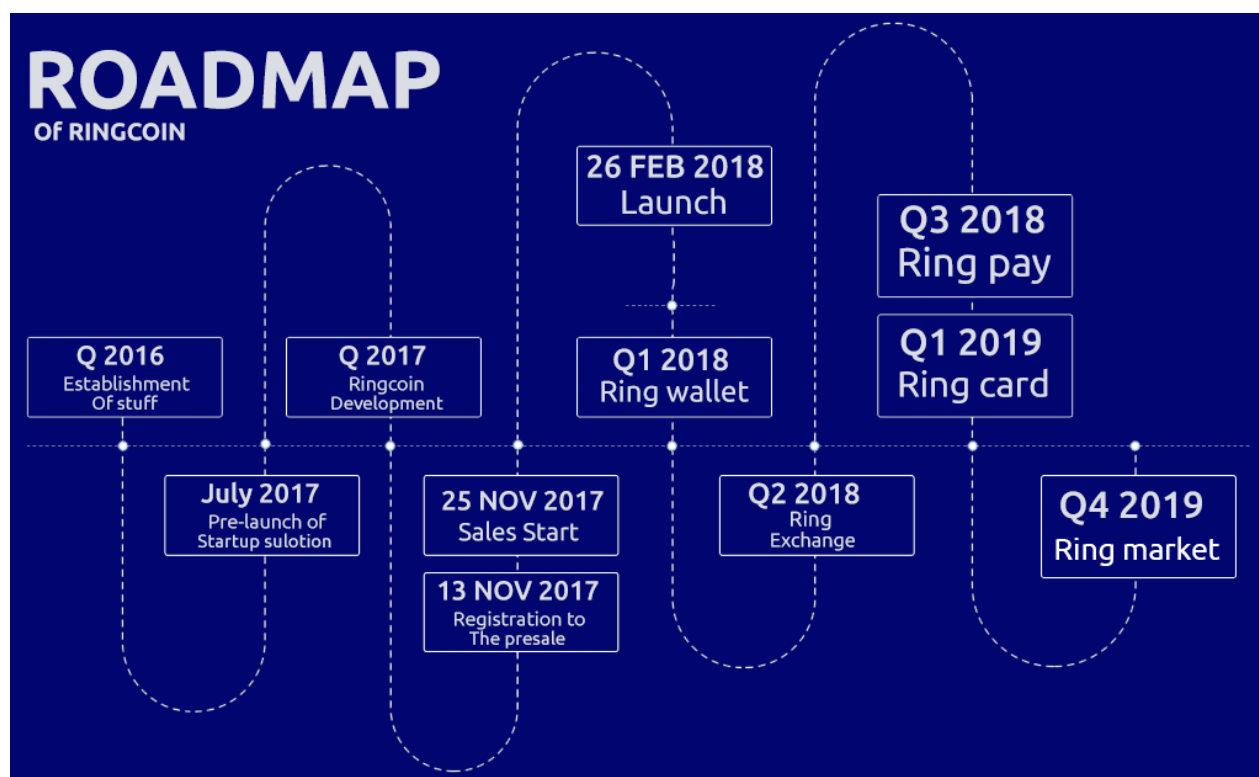 ROADMAP
Of RINGCOIN
Q 2016
Establishment
Of stuff
July 2017
Pre-launch of
Startup sulotion
Q 2017
Ringcoin
Development
25 NOV 2017
Sales Start
13 NOV 2017
Registration to
The presale
26 FEB 2018
Launch
Q1 2018
Ring wallet
Q2 2018
Ring
Exchange
Q3 2018
Ring pay
Q1 2019
Ring card
Q4 2019
Ring market